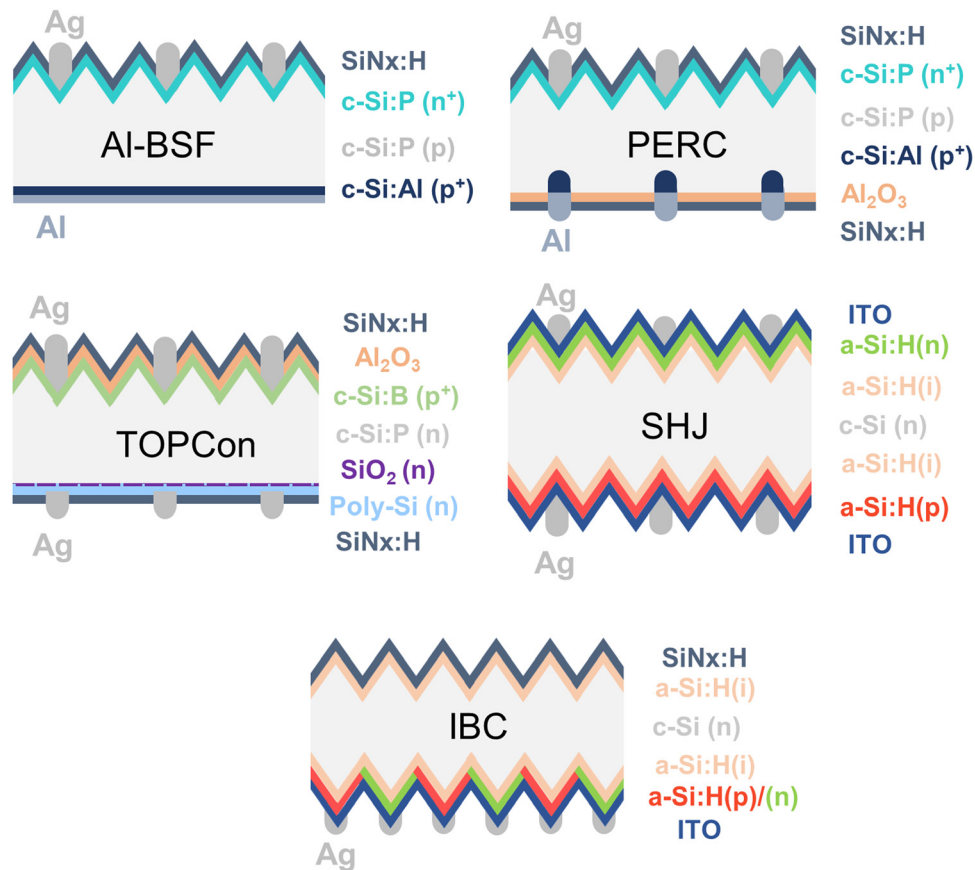 Ag
SiNx:H
c-Si:P (n⁺)
Al-BSF
c-Si:P (p)
c-Si:Al (p⁺)
Al
Ag
SiNx:H
c-Si:P (n⁺)
PERC
c-Si:P (p)
c-Si:Al (p⁺)
Al₂O₃
Al
SiNx:H
Ag
SiNx:H
Al₂O₃
c-Si:B (p⁺)
TOPCon
c-Si:P (n)
SiO₂ (n)
Poly-Si (n)
Ag
SiNx:H
Ag
ITO
a-Si:H(n)
a-Si:H(i)
SHJ
c-Si (n)
a-Si:H(i)
a-Si:H(p)
Ag
ITO
SiNx:H
a-Si:H(i)
IBC
c-Si (n)
a-Si:H(i)
a-Si:H(p)/(n)
ITO
Ag